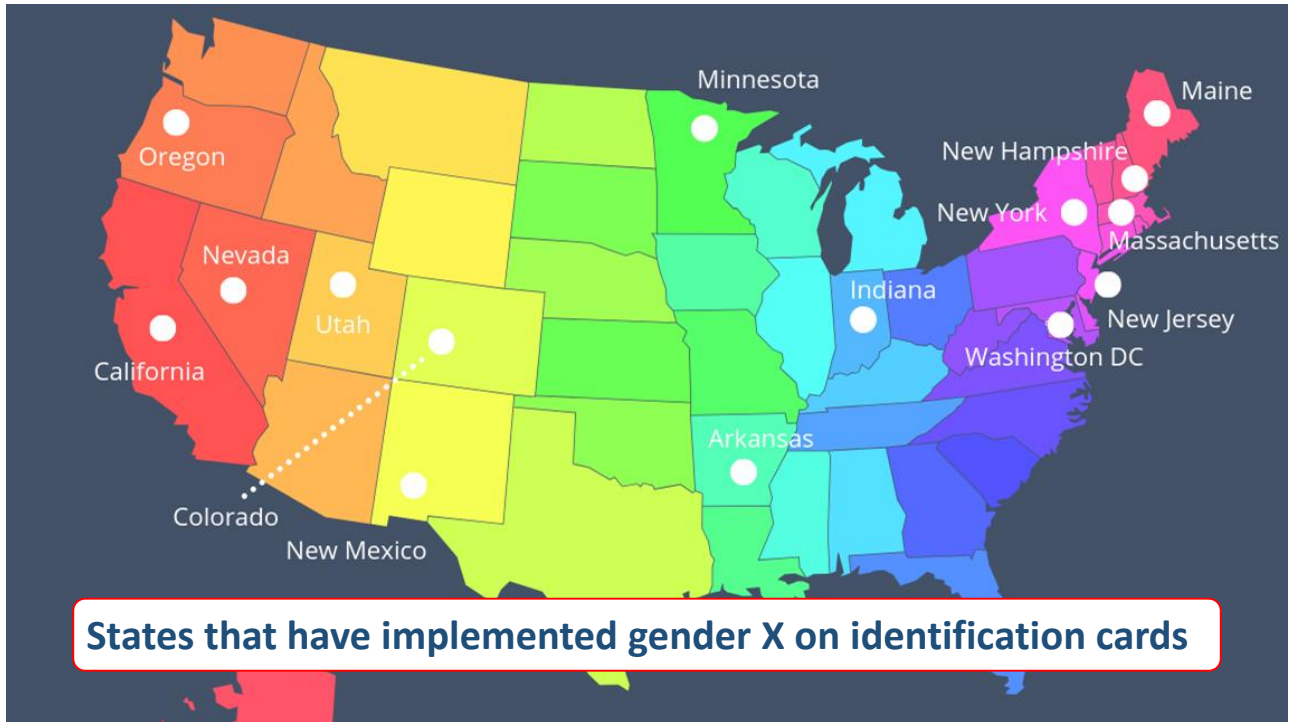 Minnesota
Maine
Oregon
New Hampshire
New York
Massachusetts
Nevada
Indiana
Utah
New Jersey
Washington DC
California
Arkansas
Colorado
New Mexico
States that have implemented gender X on identification cards